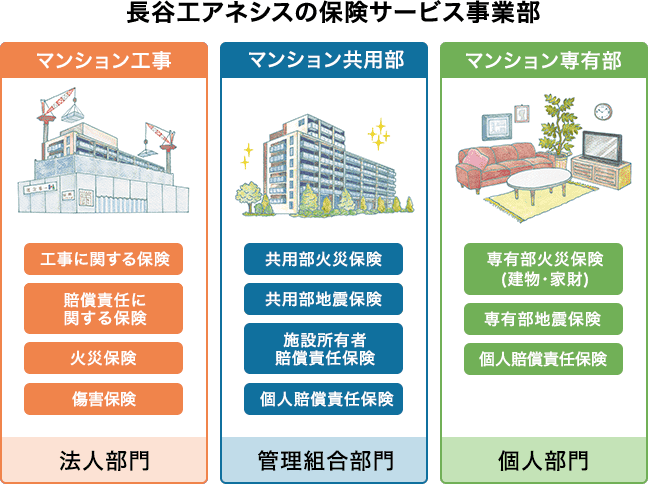 長谷工アネシスの保険サービス事業部
マンション工事
工事に関する保険
賠償責任に
関する保険
火災保険
傷害保険
法人部門
マンション共用部
共用部火災保険
共用部地震保険
施設所有者
賠償責任保険
個人賠償責任保険
管理組合部門
マンション専有部
専有部火災保険
(建物・家財)
専有部地震保険
個人賠償責任保険
個人部門